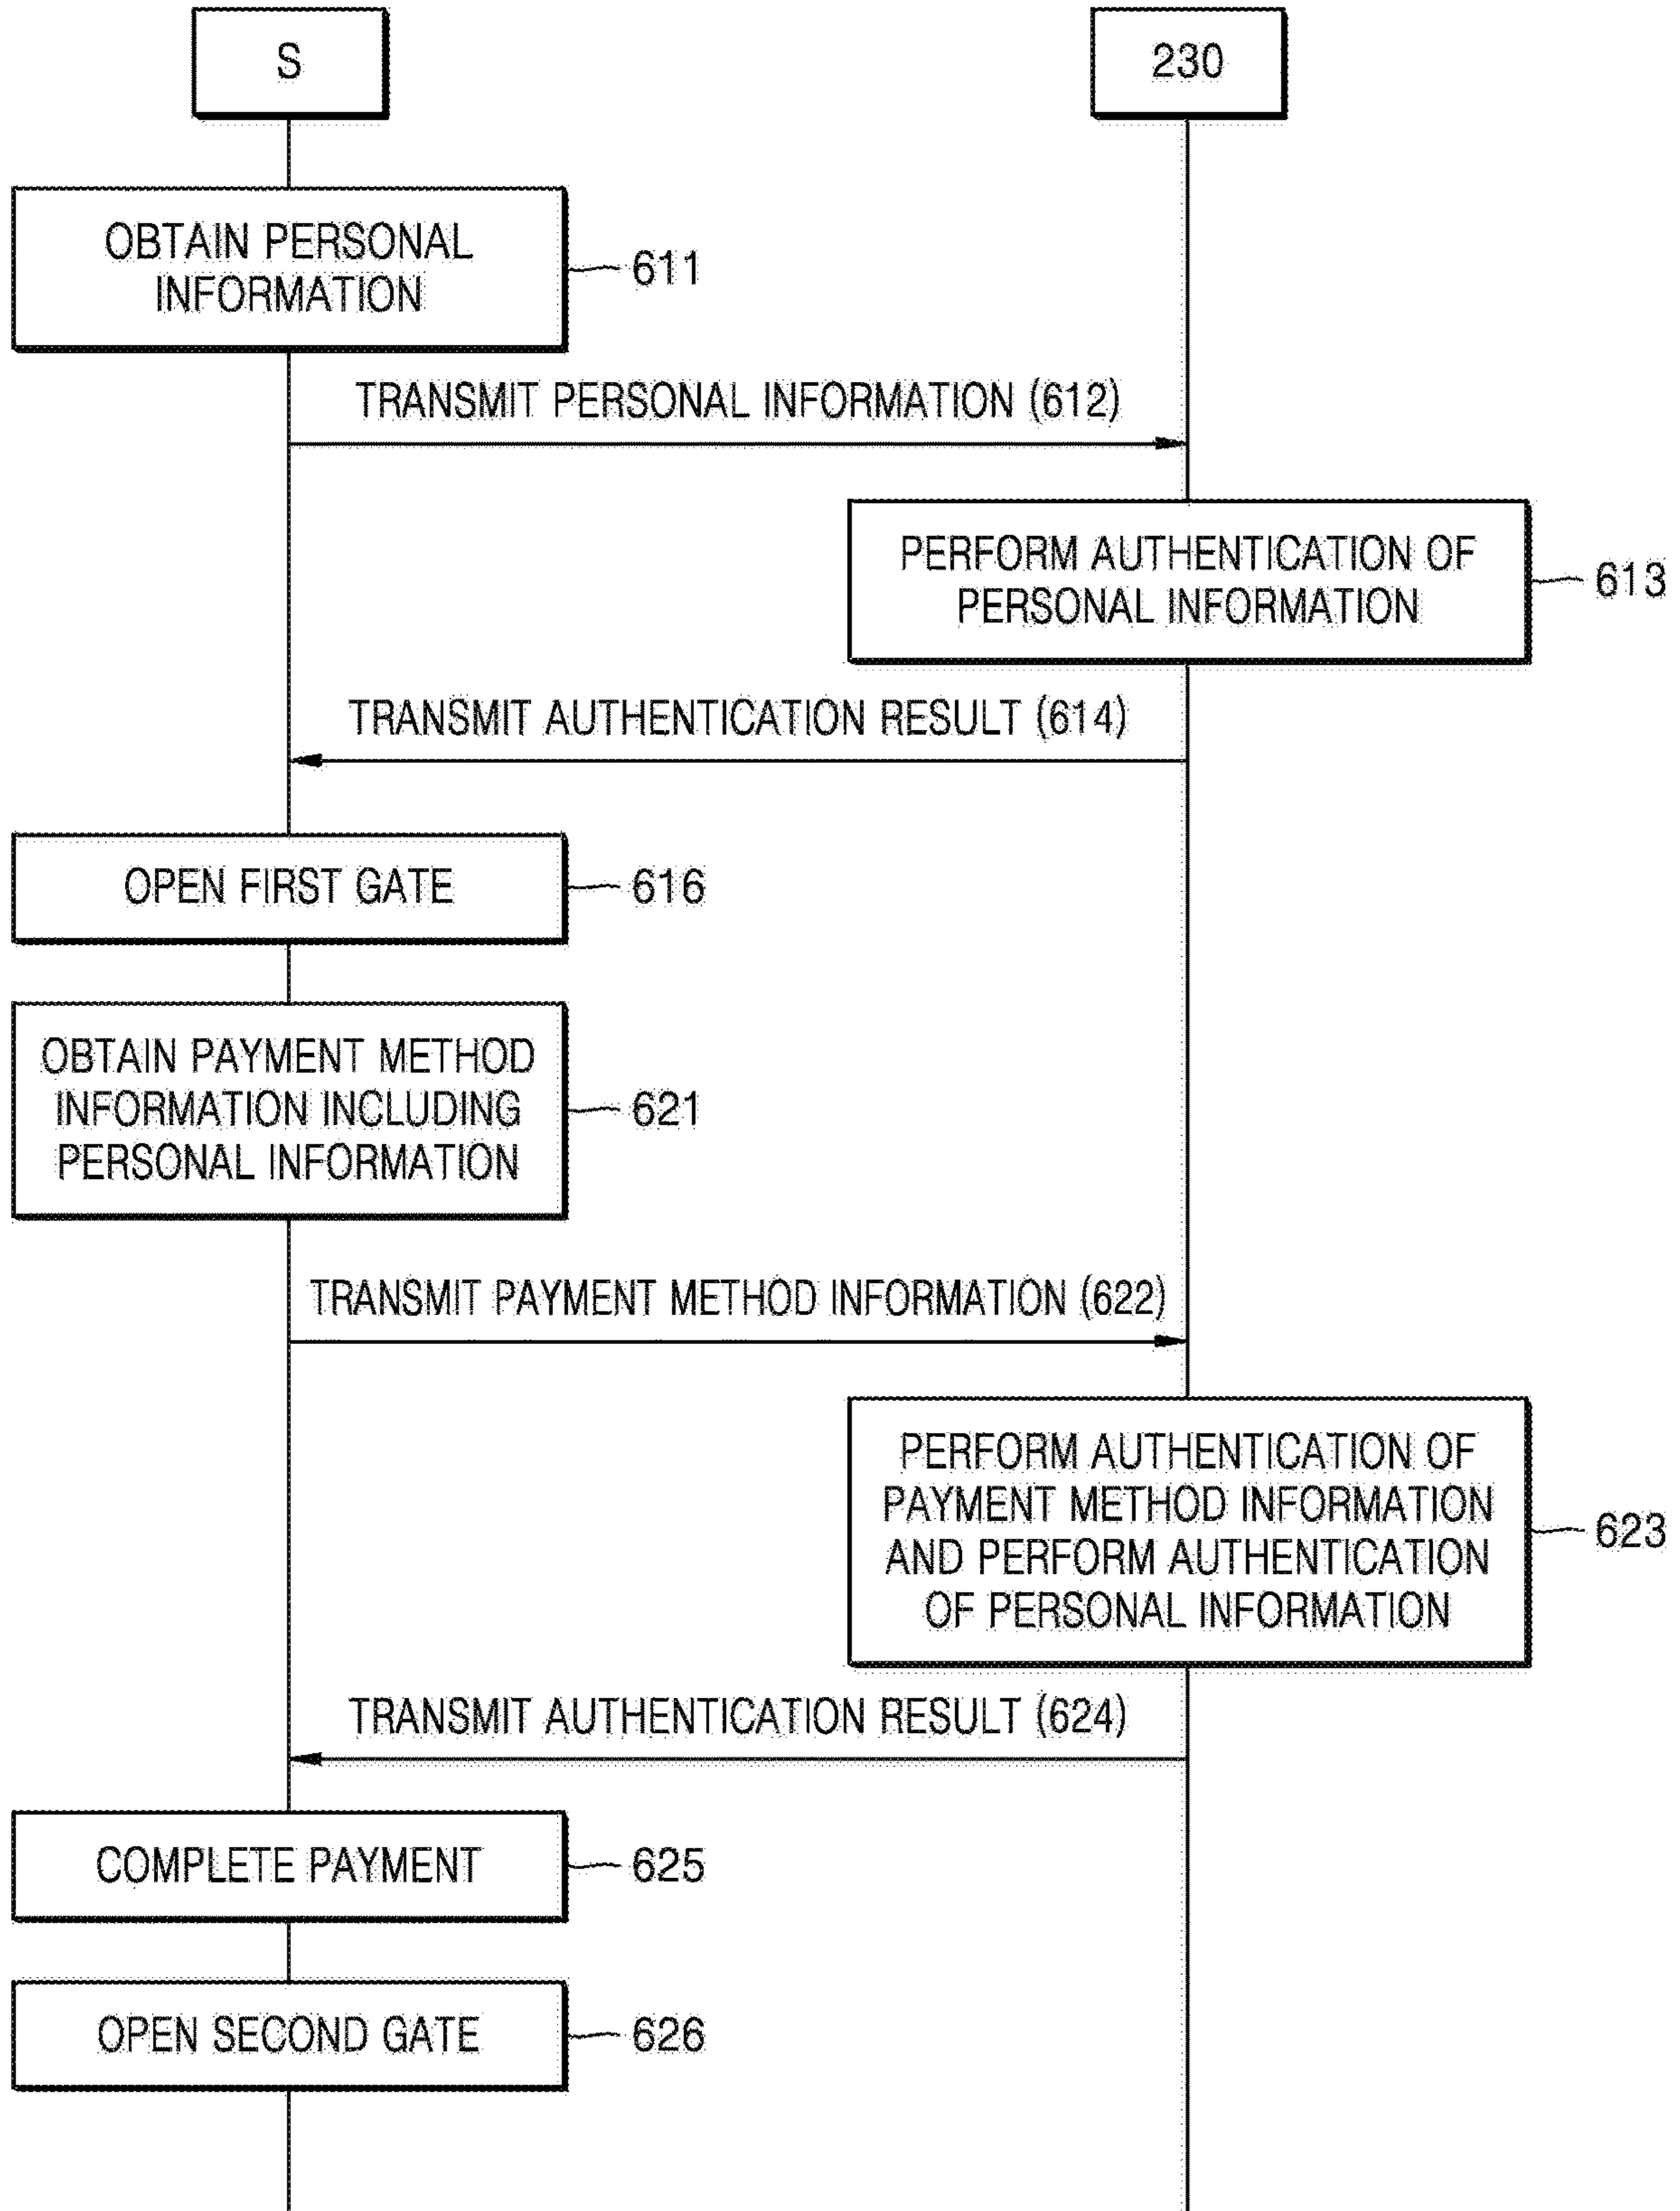 S
230
OBTAIN PERSONAL
INFORMATION
611
TRANSMIT PERSONAL INFORMATION (612)
PERFORM AUTHENTICATION OF
PERSONAL INFORMATION
613
TRANSMIT AUTHENTICATION RESULT (614)
OPEN FIRST GATE
616
OBTAIN PAYMENT METHOD
INFORMATION INCLUDING
PERSONAL INFORMATION
621
TRANSMIT PAYMENT METHOD INFORMATION (622)
PERFORM AUTHENTICATION OF
PAYMENT METHOD INFORMATION
AND PERFORM AUTHENTICATION
OF PERSONAL INFORMATION
623
TRANSMIT AUTHENTICATION RESULT (624)
COMPLETE PAYMENT
625
OPEN SECOND GATE
626